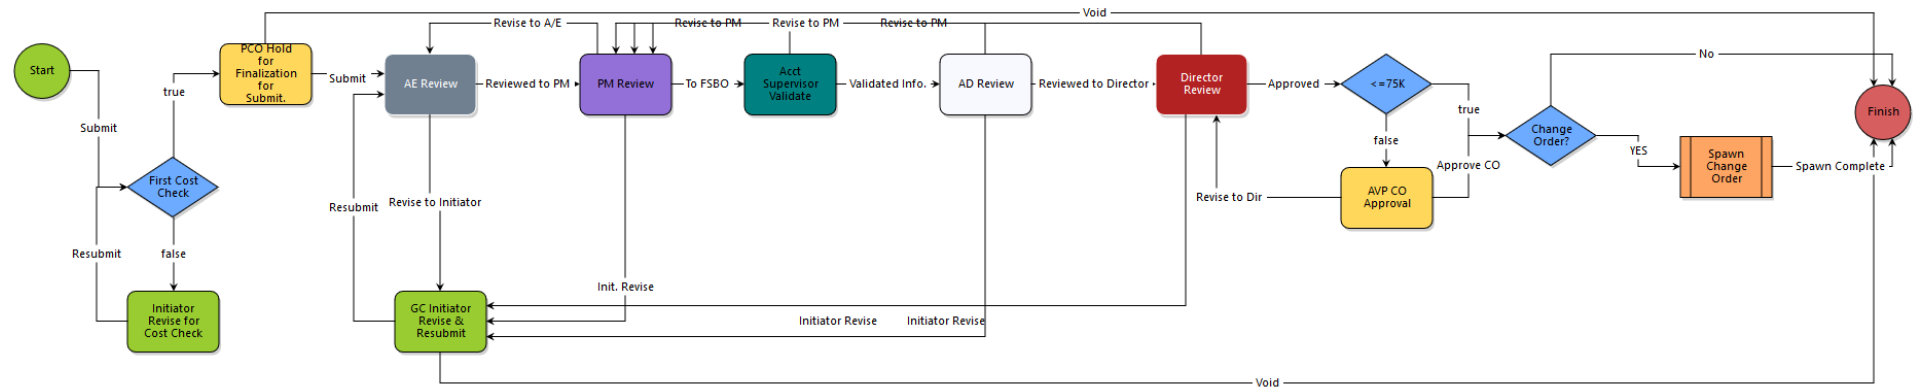 Void
Revise to A/E
Revise to PM
Revise to PM
Revise to PM
No
Start
PCO Hold
for
Finalization
for
Submit.
Submit
AE Review
Reviewed to PM
PM Review
To FSBO
Acct
Supervisor
Validate
Validated Info.
AD Review
Reviewed to Director
Director
Review
Approved
<=75K
true
Finish
true
Submit
false
Change
Order?
YES
Spawn
Change
Order
Spawn Complete
Approve CO
First Cost
Check
AVP CO
Approval
Revise to Dir
Resubmit
Revise to Initiator
Resubmit
false
Init. Revise
Initiator
Revise for
Cost Check
GC Initiator
Revise &
Resubmit
Initiator Revise
Initiator Revise
Void